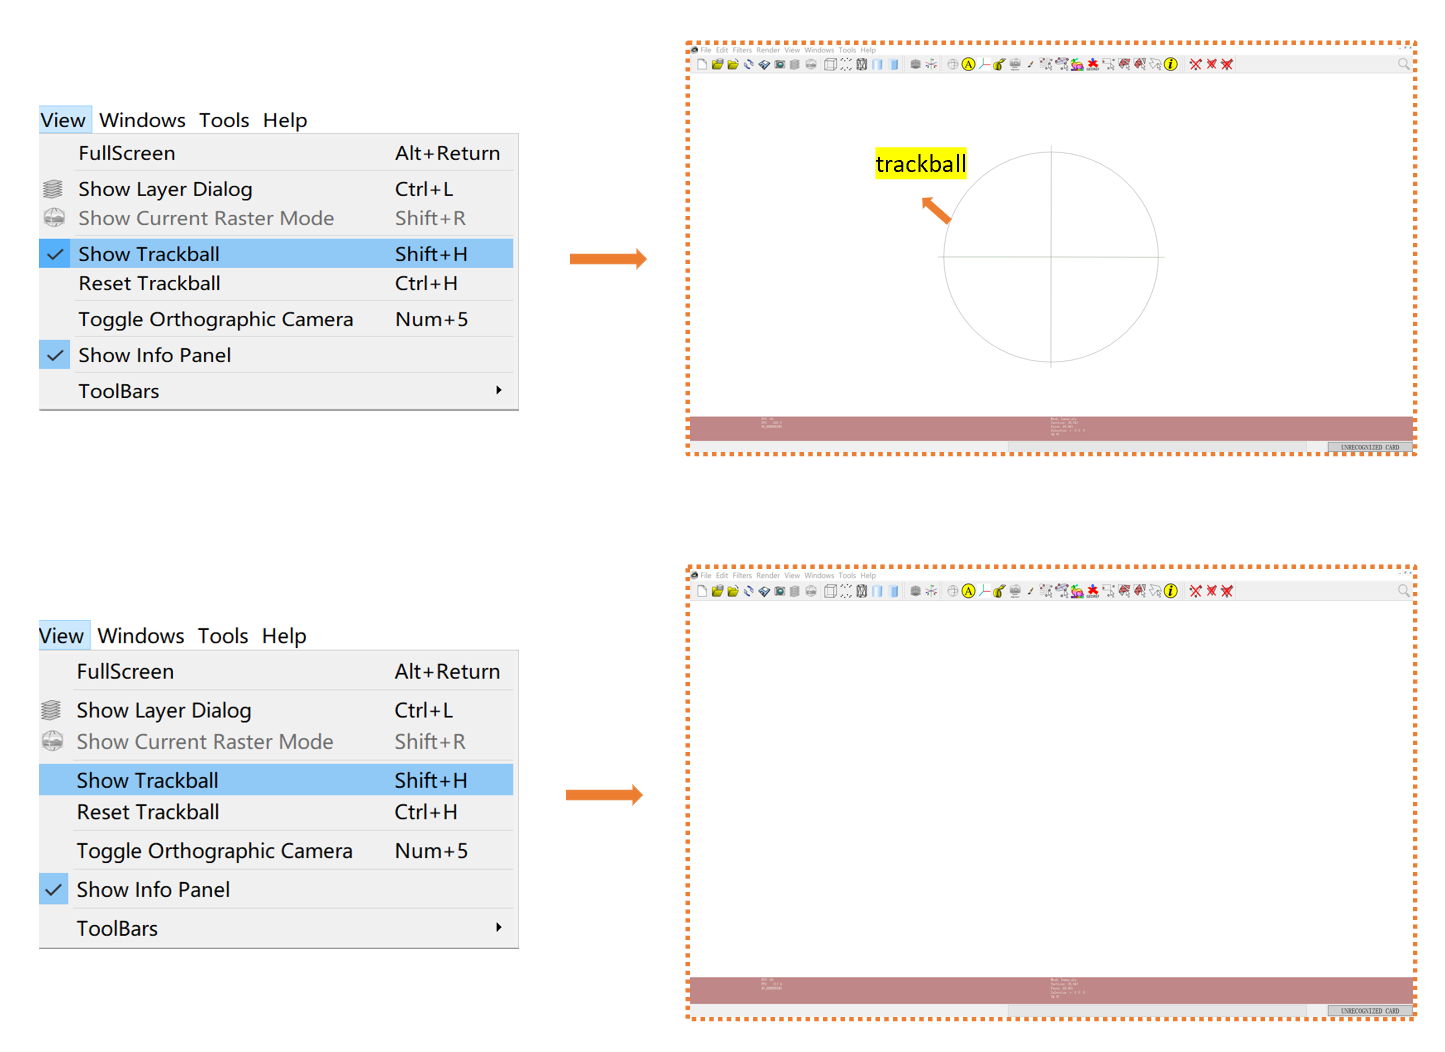 File Edit Filters Render View Windows Tools Help
View Windows Tools Help
FullScreen Alt+Return
Show Layer Dialog Ctrl+L
Show Current Raster Mode Shift+R
Show Trackball Shift+H
Reset Trackball Ctrl+H
Toggle Orthographic Camera Num+5
Show Info Panel
ToolBars
trackball
UNRECOGNIZED CARD
File Edit Filters Render View Windows Tools Help
View Windows Tools Help
FullScreen Alt+Return
Show Layer Dialog Ctrl+L
Show Current Raster Mode Shift+R
Show Trackball Shift+H
Reset Trackball Ctrl+H
Toggle Orthographic Camera Num+5
Show Info Panel
ToolBars
UNRECOGNIZED CARD